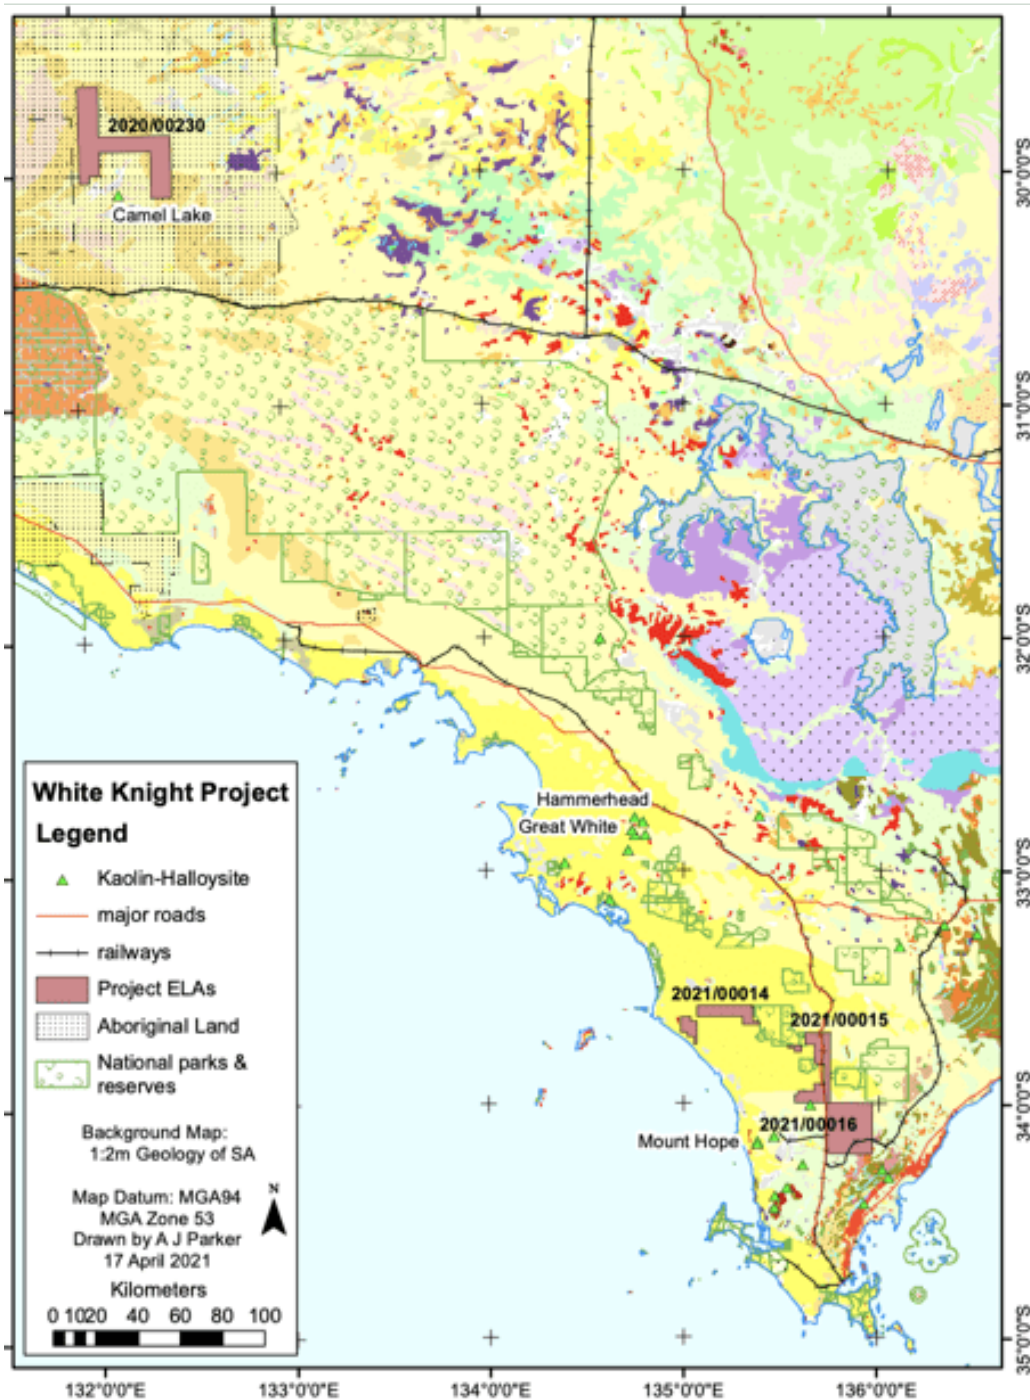 2020/00230
Camel Lake
30°0'0"S
31°0'0"S
32°0'0"S
Hammerhead
Great White
33°0'0"S
2021/00014
2021/00015
34°0'0"S
2021/00016
Mount Hope
35°0'0"S
White Knight Project
Legend
Kaolin-Halloysite
major roads
railways
Project ELAs
Aboriginal Land
National parks &
reserves
Background Map:
1:2m Geology of SA
Map Datum: MGA94
MGA Zone 53
Drawn by A J Parker
17 April 2021
N
Kilometers
0 10 20 40 60 80 100
132°0'0"E 133°0'0"E 134°0'0"E 135°0'0"E 136°0'0"E